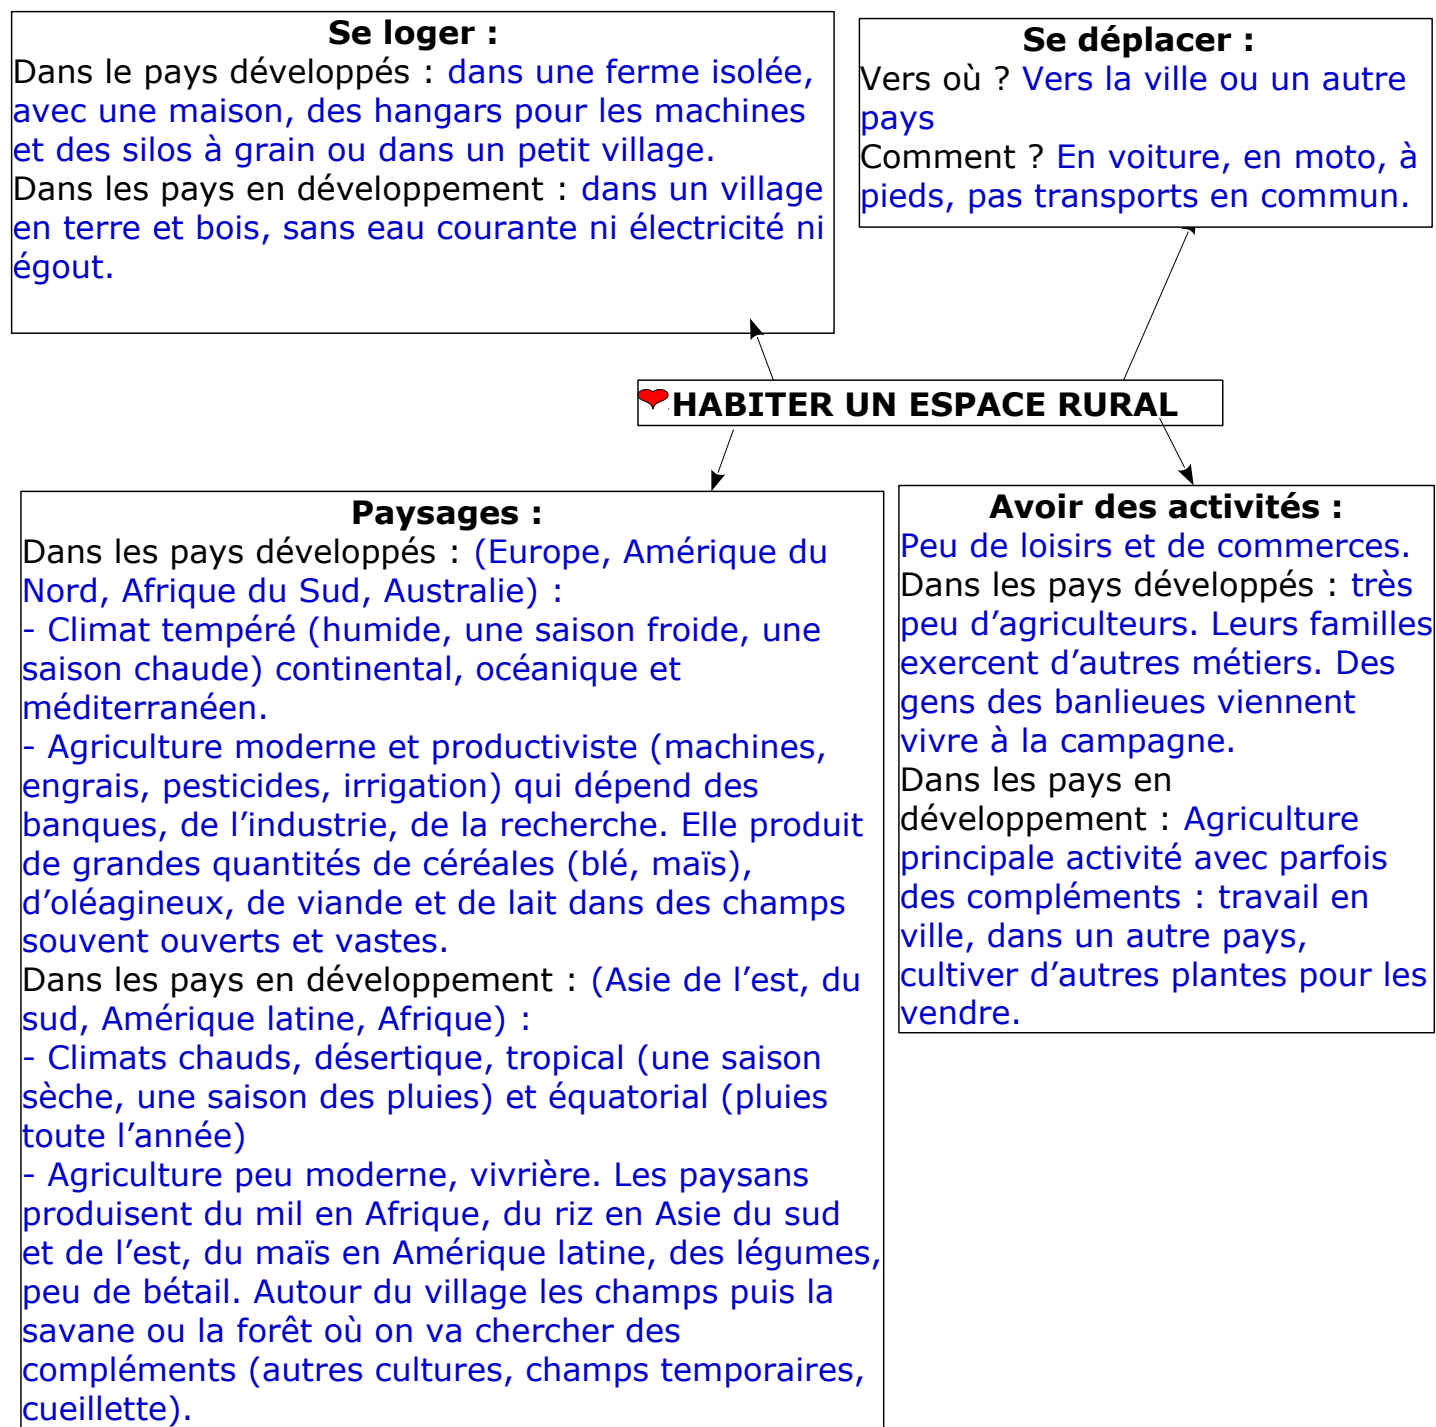 Se loger :
Dans le pays développés : dans une ferme isolée,
avec une maison, des hangars pour les machines
et des silos à grain ou dans un petit village.
Dans les pays en développement : dans un village
en terre et bois, sans eau courante ni électricité ni
égout.
Se déplacer :
Vers où ? Vers la ville ou un autre
pays
Comment ? En voiture, en moto, à
pieds, pas transports en commun.
HABITER UN ESPACE RURAL
Paysages :
Dans les pays développés : (Europe, Amérique du
Nord, Afrique du Sud, Australie) :
- Climat tempéré (humide, une saison froide, une
saison chaude) continental, océanique et
méditerranéen.
- Agriculture moderne et productiviste (machines,
engrais, pesticides, irrigation) qui dépend des
banques, de l’industrie, de la recherche. Elle produit
de grandes quantités de céréales (blé, maïs),
d’oléagineux, de viande et de lait dans des champs
souvent ouverts et vastes.
Dans les pays en développement : (Asie de l’est, du
sud, Amérique latine, Afrique) :
- Climats chauds, désertique, tropical (une saison
sèche, une saison des pluies) et équatorial (pluies
toute l’année)
- Agriculture peu moderne, vivrière. Les paysans
produisent du mil en Afrique, du riz en Asie du sud
et de l’est, du maïs en Amérique latine, des légumes,
peu de bétail. Autour du village les champs puis la
savane ou la forêt où on va chercher des
compléments (autres cultures, champs temporaires,
cueillette).
Avoir des activités :
Peu de loisirs et de commerces.
Dans les pays développés : très
peu d’agriculteurs. Leurs familles
exercent d’autres métiers. Des
gens des banlieues viennent
vivre à la campagne.
Dans les pays en
développement : Agriculture
principale activité avec parfois
des compléments : travail en
ville, dans un autre pays,
cultiver d’autres plantes pour les
vendre.